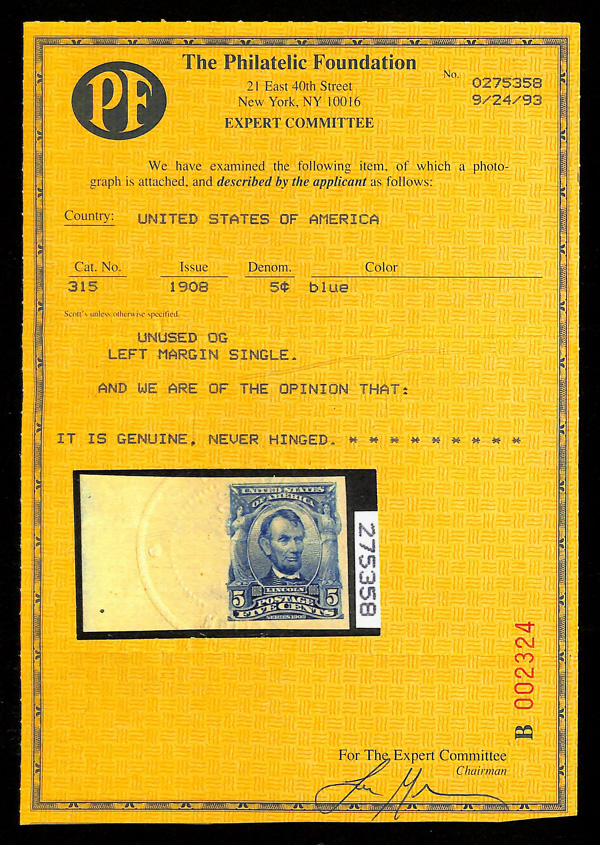 PF
The Philatelic Foundation
21 East 40th Street
New York, NY 10016
EXPERT COMMITTEE
No.
0275358
9/24/93
We have examined the following item, of which a photo-
graph is attached, and described by the applicant as follows:
Country: UNITED STATES OF AMERICA
Cat. No. Issue Denom. Color
315 1908 5¢ blue
Scott's unless otherwise specified.
UNUSED OG
LEFT MARGIN SINGLE.
AND WE ARE OF THE OPINION THAT:
IT IS GENUINE, NEVER HINGED. * * * * * * * * *
UNITED STATES
OF AMERICA
LINCOLN
5 POSTAGE 5
FIVE CENTS
SERIES 1902
275358
B 002324
For The Expert Committee
Chairman